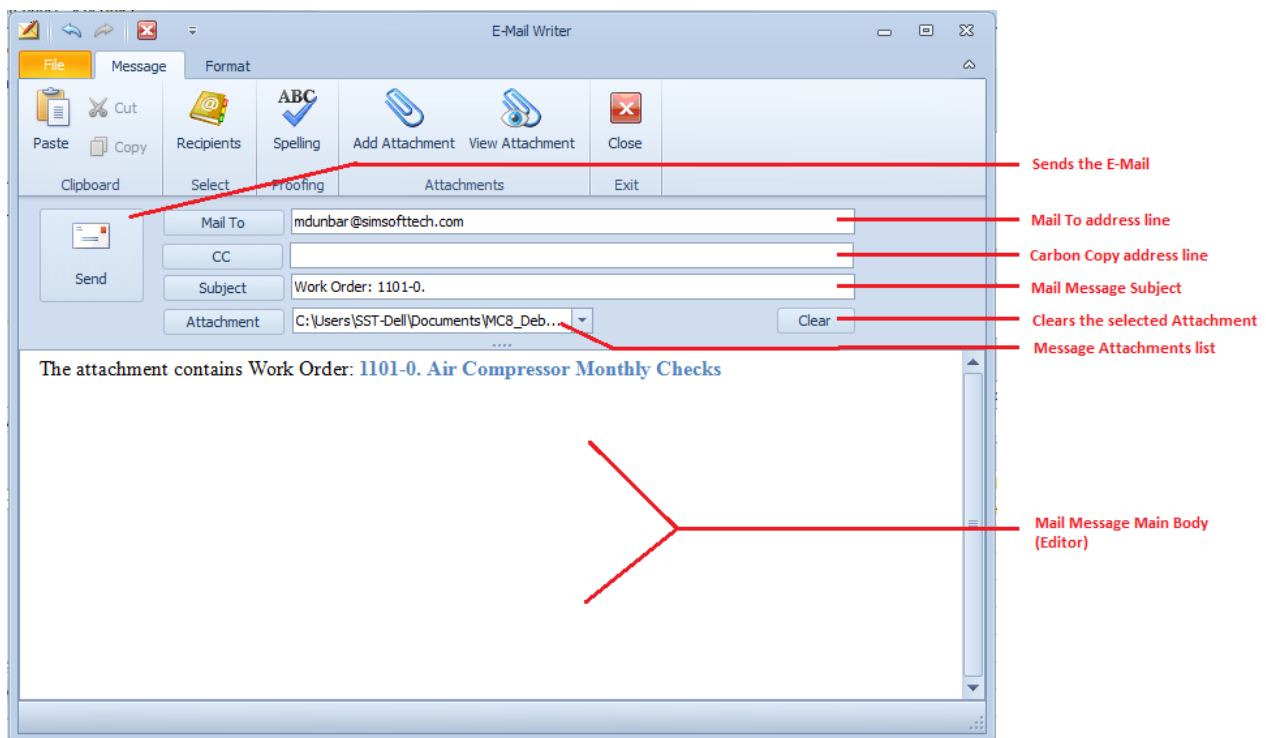 E-Mail Writer
File Message Format
Paste Cut Copy Recipients ABC Spelling Add Attachment View Attachment Close
Clipboard Select Proofing Attachments Exit
Sends the E-Mail
Send
Mail To mdunbar@simsofttech.com
Mail To address line
CC
Carbon Copy address line
Subject Work Order: 1101-0.
Mail Message Subject
Attachment C:\Users\SST-Dell\Documents\MC8_Deb... Clear
Clears the selected Attachment
Message Attachments list
The attachment contains Work Order: 1101-0. Air Compressor Monthly Checks
Mail Message Main Body
(Editor)